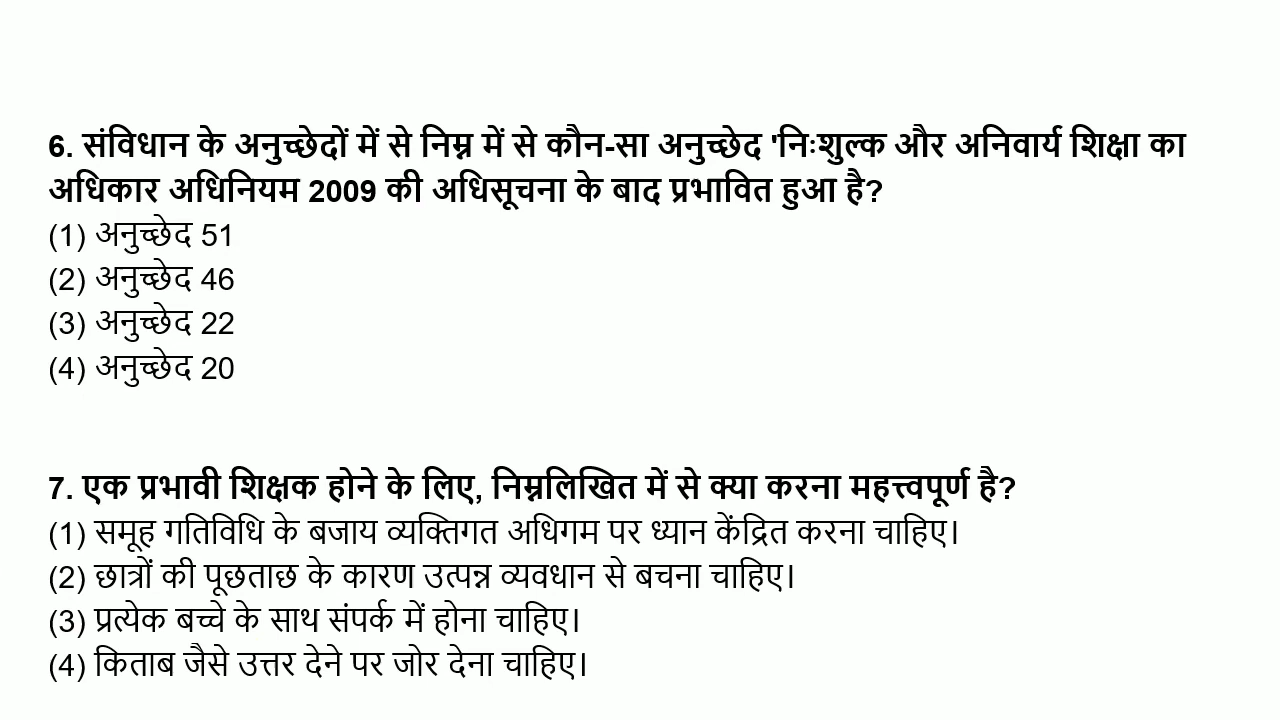 6. संविधान के अनुच्छेदों में से निम्न में से कौन-सा अनुच्छेद 'निःशुल्क और अनिवार्य शिक्षा का
अधिकार अधिनियम 2009 की अधिसूचना के बाद प्रभावित हुआ है?
(1) अनुच्छेद 51
(2) अनुच्छेद 46
(3) अनुच्छेद 22
(4) अनुच्छेद 20
7. एक प्रभावी शिक्षक होने के लिए, निम्नलिखित में से क्या करना महत्त्वपूर्ण है?
(1) समूह गतिविधि के बजाय व्यक्तिगत अधिगम पर ध्यान केंद्रित करना चाहिए।
(2) छात्रों की पूछताछ के कारण उत्पन्न व्यवधान से बचना चाहिए।
(3) प्रत्येक बच्चे के साथ संपर्क में होना चाहिए।
(4) किताब जैसे उत्तर देने पर जोर देना चाहिए।